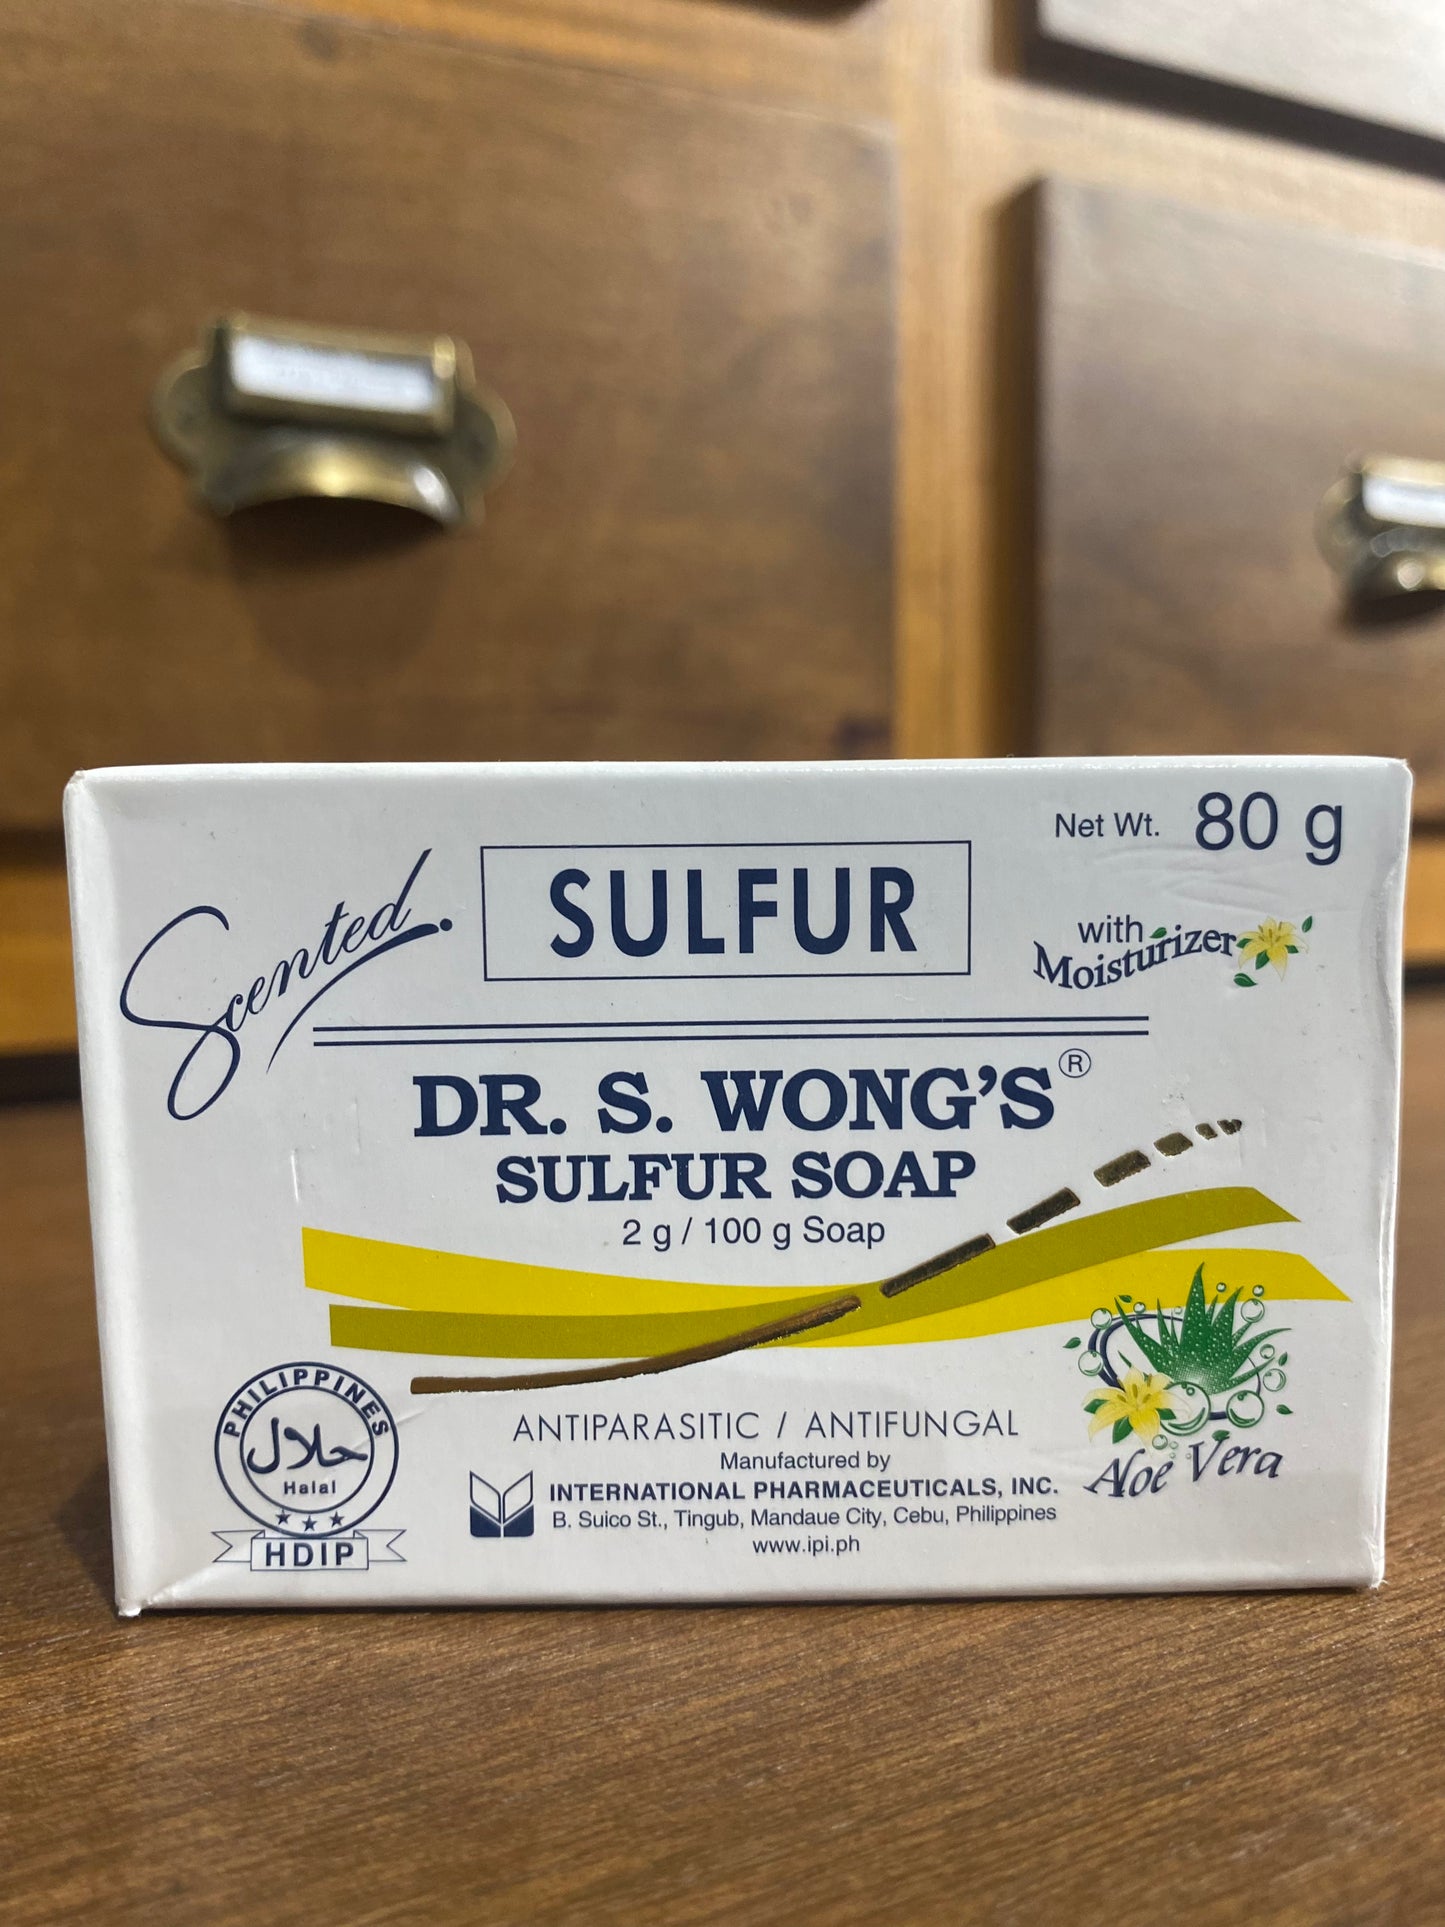 Net Wt. 80 g
Scented
SULFUR
with
Moisturizer
DR. S. WONG'S®
SULFUR SOAP
2 g / 100 g Soap
PHILIPPINES
حلال
Halal
HDIP
ANTIPARASITIC / ANTIFUNGAL
Manufactured by
INTERNATIONAL PHARMACEUTICALS, INC.
B. Suico St., Tingub, Mandaue City, Cebu, Philippines
www.ipi.ph
Aloe Vera